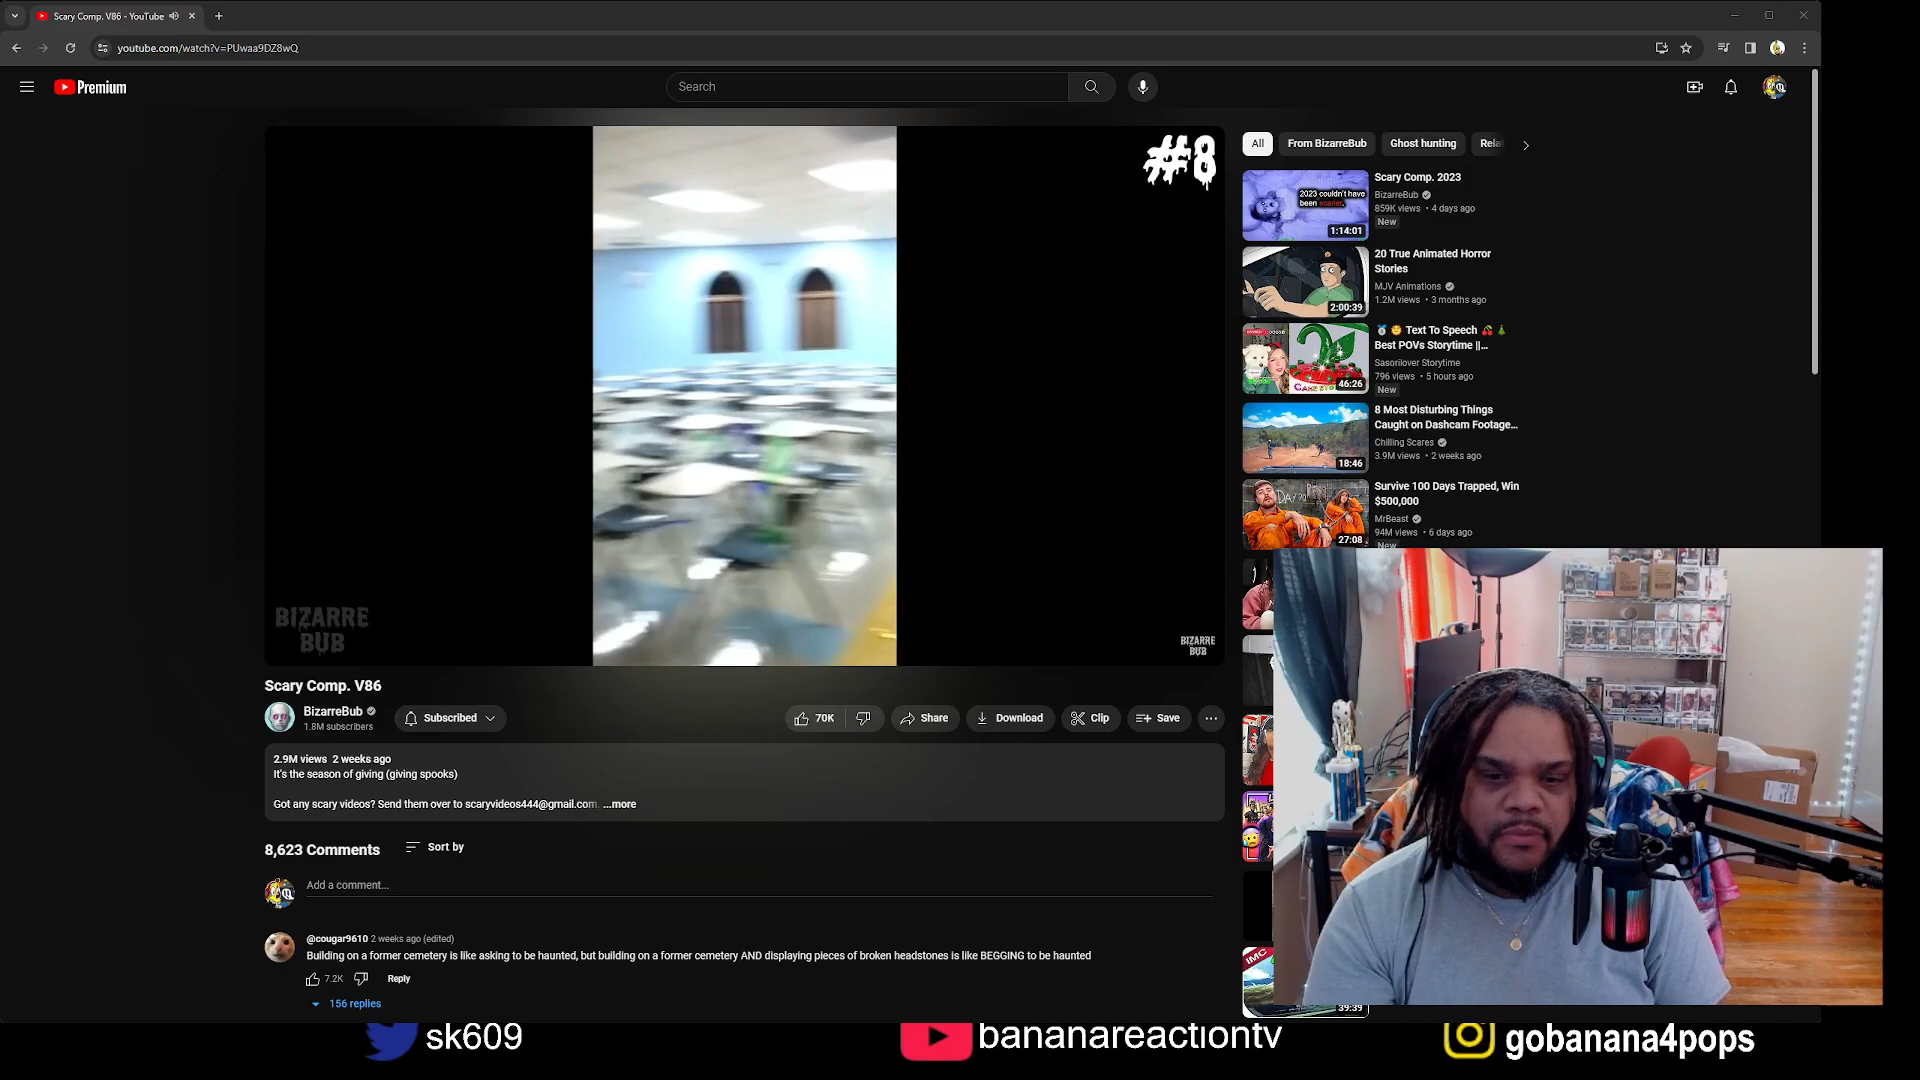 Scary Comp. V86 - YouTube
youtube.com/watch?v=PUwaa9DZ8wQ
Premium
Search
#8
BIZARRE
BUB
BIZARRE
BUB
Scary Comp. V86
BizarreBub
1.8M subscribers
Subscribed
70K
Share
Download
Clip
Save
2.9M views 2 weeks ago
It's the season of giving (giving spooks)
Got any scary videos? Send them over to scaryvideos444@gmail.com ...more
8,623 Comments
Sort by
Add a comment...
@cougar9610 2 weeks ago (edited)
Building on a former cemetery is like asking to be haunted, but building on a former cemetery AND displaying pieces of broken headstones is like BEGGING to be haunted
7.2K
Reply
156 replies
All
From BizarreBub
Ghost hunting
Rela
2023 couldn't have
been scarier.
1:14:01
Scary Comp. 2023
BizarreBub
859K views • 4 days ago
New
2:00:39
20 True Animated Horror
Stories
MJV Animations
1.2M views • 3 months ago
46:26
Text To Speech
Best POVs Storytime ||...
Sasorilover Storytime
796 views • 5 hours ago
New
18:46
8 Most Disturbing Things
Caught on Dashcam Footage...
Chilling Scares
3.9M views • 2 weeks ago
27:08
Survive 100 Days Trapped, Win
$500,000
MrBeast
94M views • 6 days ago
New
IMC
39:39
sk609
bananareactiontv
gobanana4pops